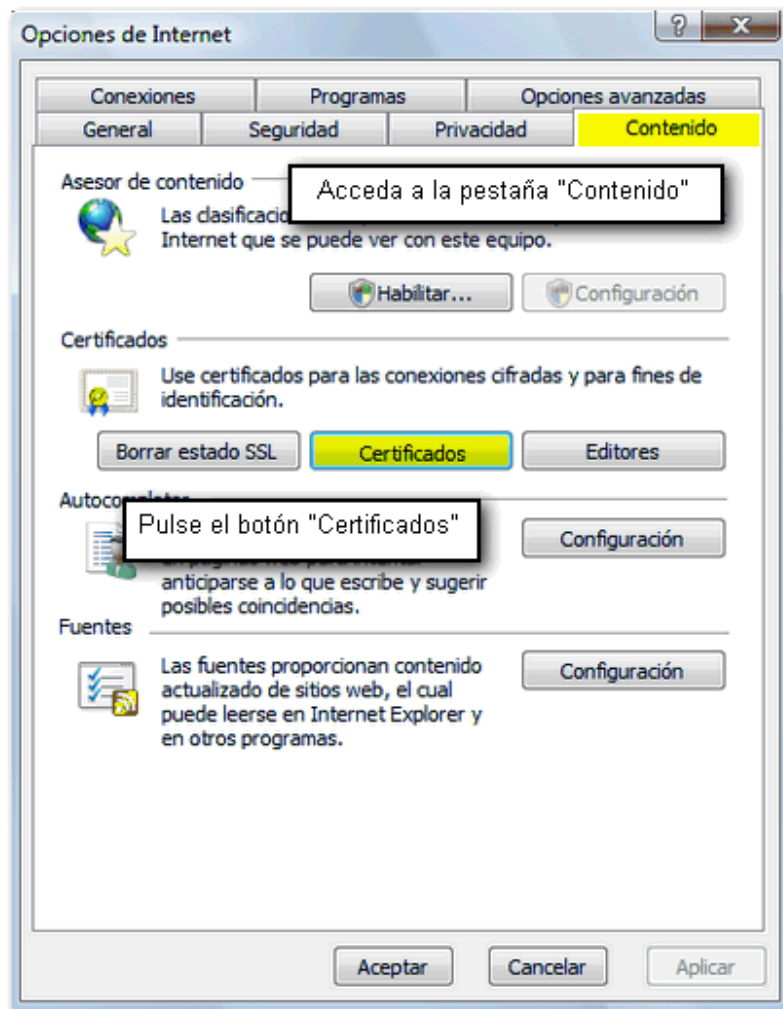 Opciones de Internet
Conexiones Programas Opciones avanzadas
General Seguridad Privacidad Contenido
Asesor de contenido
Acceda a la pestaña "Contenido"
Las clasificacio
Internet que se puede ver con este equipo.
Habilitar... Configuración
Certificados
Use certificados para las conexiones cifradas y para fines de
identificación.
Borrar estado SSL Certificados Editores
Pulse el botón "Certificados"
Configuración
anticiparse a lo que escribe y sugerir
posibles coincidencias.
Fuentes
Las fuentes proporcionan contenido
actualizado de sitios web, el cual
puede leerse en Internet Explorer y
en otros programas.
Configuración
Aceptar Cancelar Aplicar